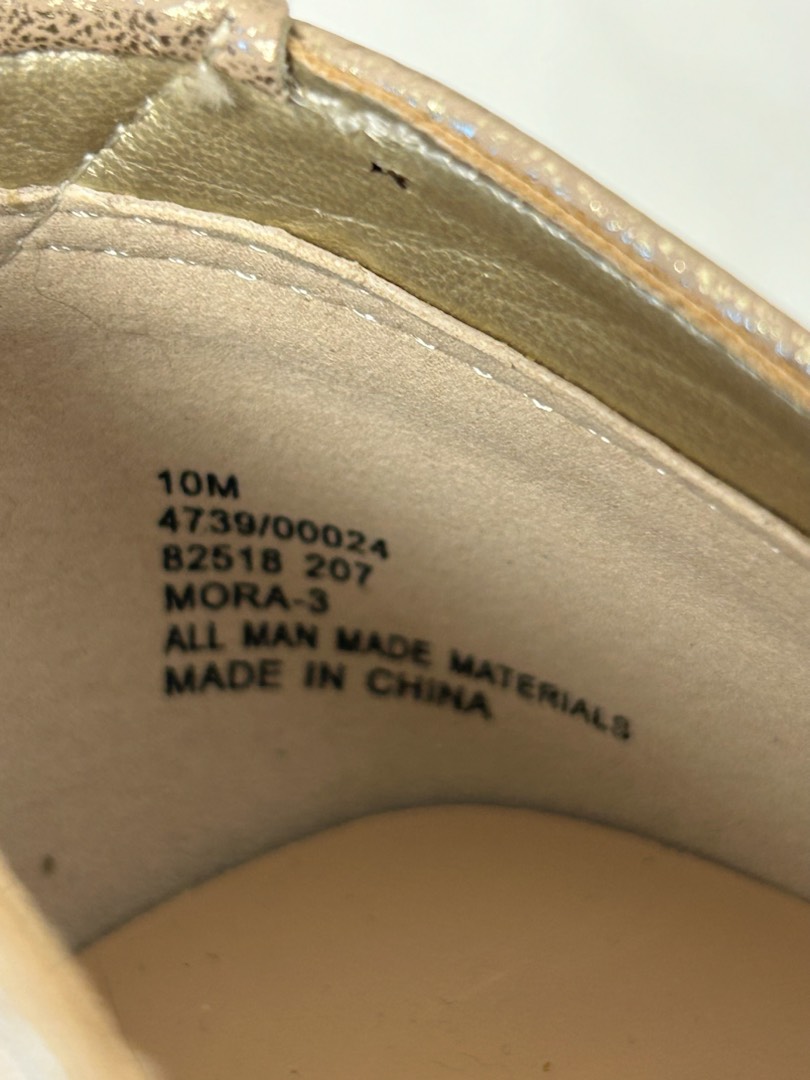 10M
4739/00024
82518 207
MORA-3
ALL MAN MADE MATERIALS
MADE IN CHINA